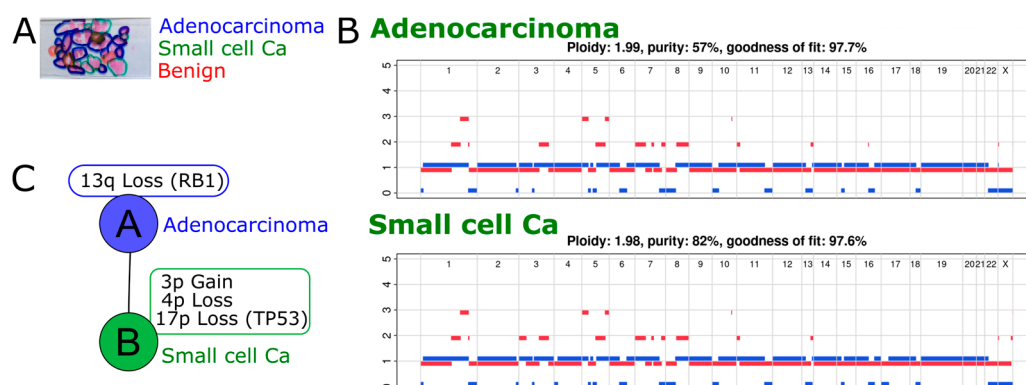 A
Adenocarcinoma
Small cell Ca
Benign
B
Adenocarcinoma
Ploidy: 1.99, purity: 57%, goodness of fit: 97.7%
1 2 3 4 5 6 7 8 9 10 11 12 13 14 15 16 17 18 19 20 21 22 X
5
4
3
2
1
0
Small cell Ca
Ploidy: 1.98, purity: 82%, goodness of fit: 97.6%
1 2 3 4 5 6 7 8 9 10 11 12 13 14 15 16 17 18 19 20 21 22 X
5
4
3
2
1
C
13q Loss (RB1)
A
Adenocarcinoma
3p Gain
4p Loss
17p Loss (TP53)
B
Small cell Ca